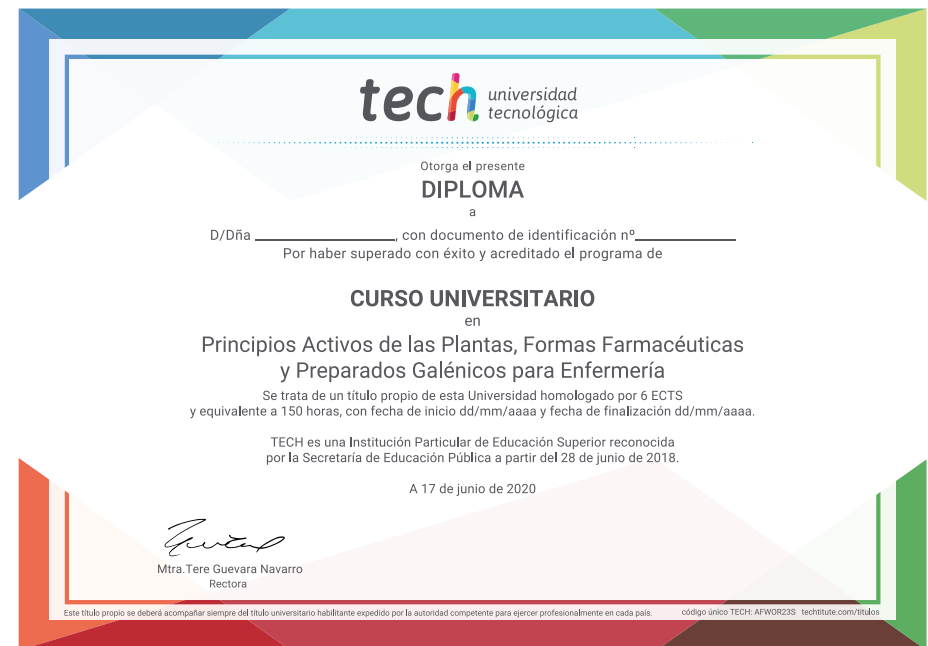 tech universidad
tecnológica
Otorga el presente
DIPLOMA
a
D/Dña ________________, con documento de identificación nº____________
Por haber superado con éxito y acreditado el programa de
CURSO UNIVERSITARIO
en
Principios Activos de las Plantas, Formas Farmacéuticas
y Preparados Galénicos para Enfermería
Se trata de un título propio de esta Universidad homologado por 6 ECTS
y equivalente a 150 horas, con fecha de inicio dd/mm/aaaa y fecha de finalización dd/mm/aaaa.
TECH es una Institución Particular de Educación Superior reconocida
por la Secretaría de Educación Pública a partir del 28 de junio de 2018.
A 17 de junio de 2020
Mtra.Tere Guevara Navarro
Rectora
Este título propio se deberá acompañar siempre del título universitario habilitante expedido por la autoridad competente para ejercer profesionalmente en cada país. código único TECH: AFWOR23S techtitute.com/titulos